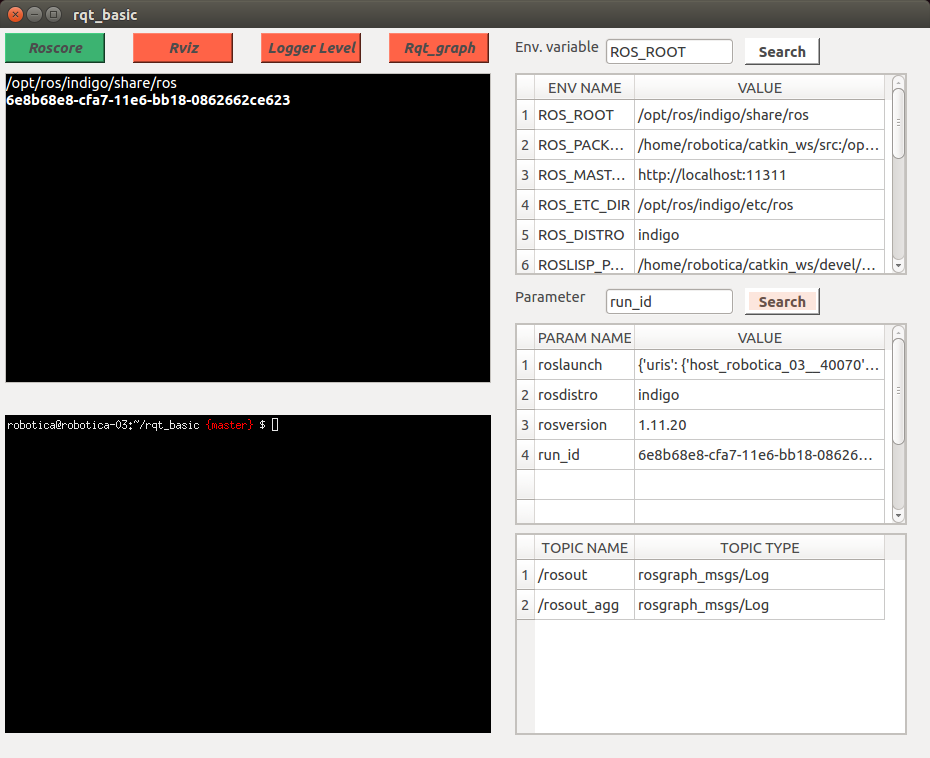 rqt_basic
Roscore Rviz Logger Level Rqt_graph
/opt/ros/indigo/share/ros
6e8b68e8-cfa7-11e6-bb18-0862662ce623
robotica@robotica-03:~/rqt_basic {master} $
Env. variable ROS_ROOT Search
ENV NAME VALUE
1 ROS_ROOT /opt/ros/indigo/share/ros
2 ROS_PACK... /home/robotica/catkin_ws/src:/op...
3 ROS_MAST... http://localhost:11311
4 ROS_ETC_DIR /opt/ros/indigo/etc/ros
5 ROS_DISTRO indigo
6 ROSLISP_P... /home/robotica/catkin_ws/devel/...
Parameter run_id Search
PARAM NAME VALUE
1 roslaunch {'uris': {'host_robotica_03__40070'...
2 rosdistro indigo
3 rosversion 1.11.20
4 run_id 6e8b68e8-cfa7-11e6-bb18-08626...
TOPIC NAME TOPIC TYPE
1 /rosout rosgraph_msgs/Log
2 /rosout_agg rosgraph_msgs/Log